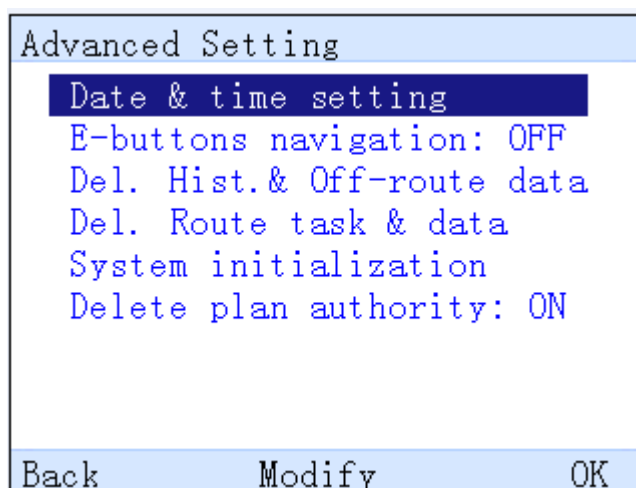 Advanced Setting
Date & time setting
E-buttons navigation: OFF
Del. Hist.& Off-route data
Del. Route task & data
System initialization
Delete plan authority: ON
Back Modify OK